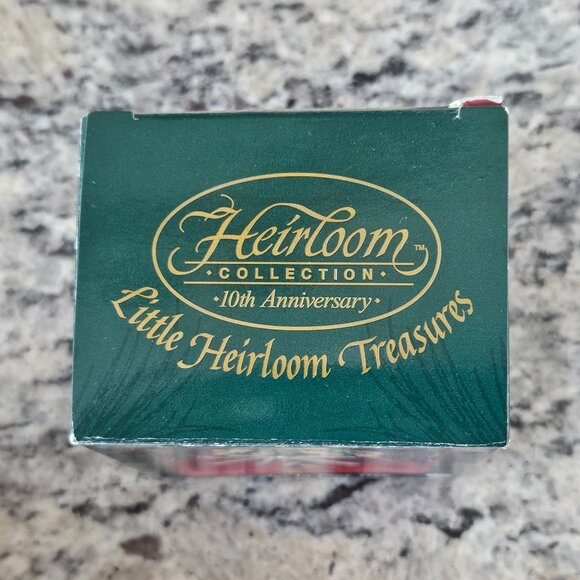 Heirloom™
• COLLECTION •
• 10th Anniversary •
Little Heirloom Treasures